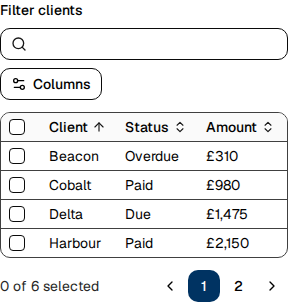 Filter clients
Columns
Client Status Amount
Beacon Overdue £310
Cobalt Paid £980
Delta Due £1,475
Harbour Paid £2,150
0 of 6 selected 1 2